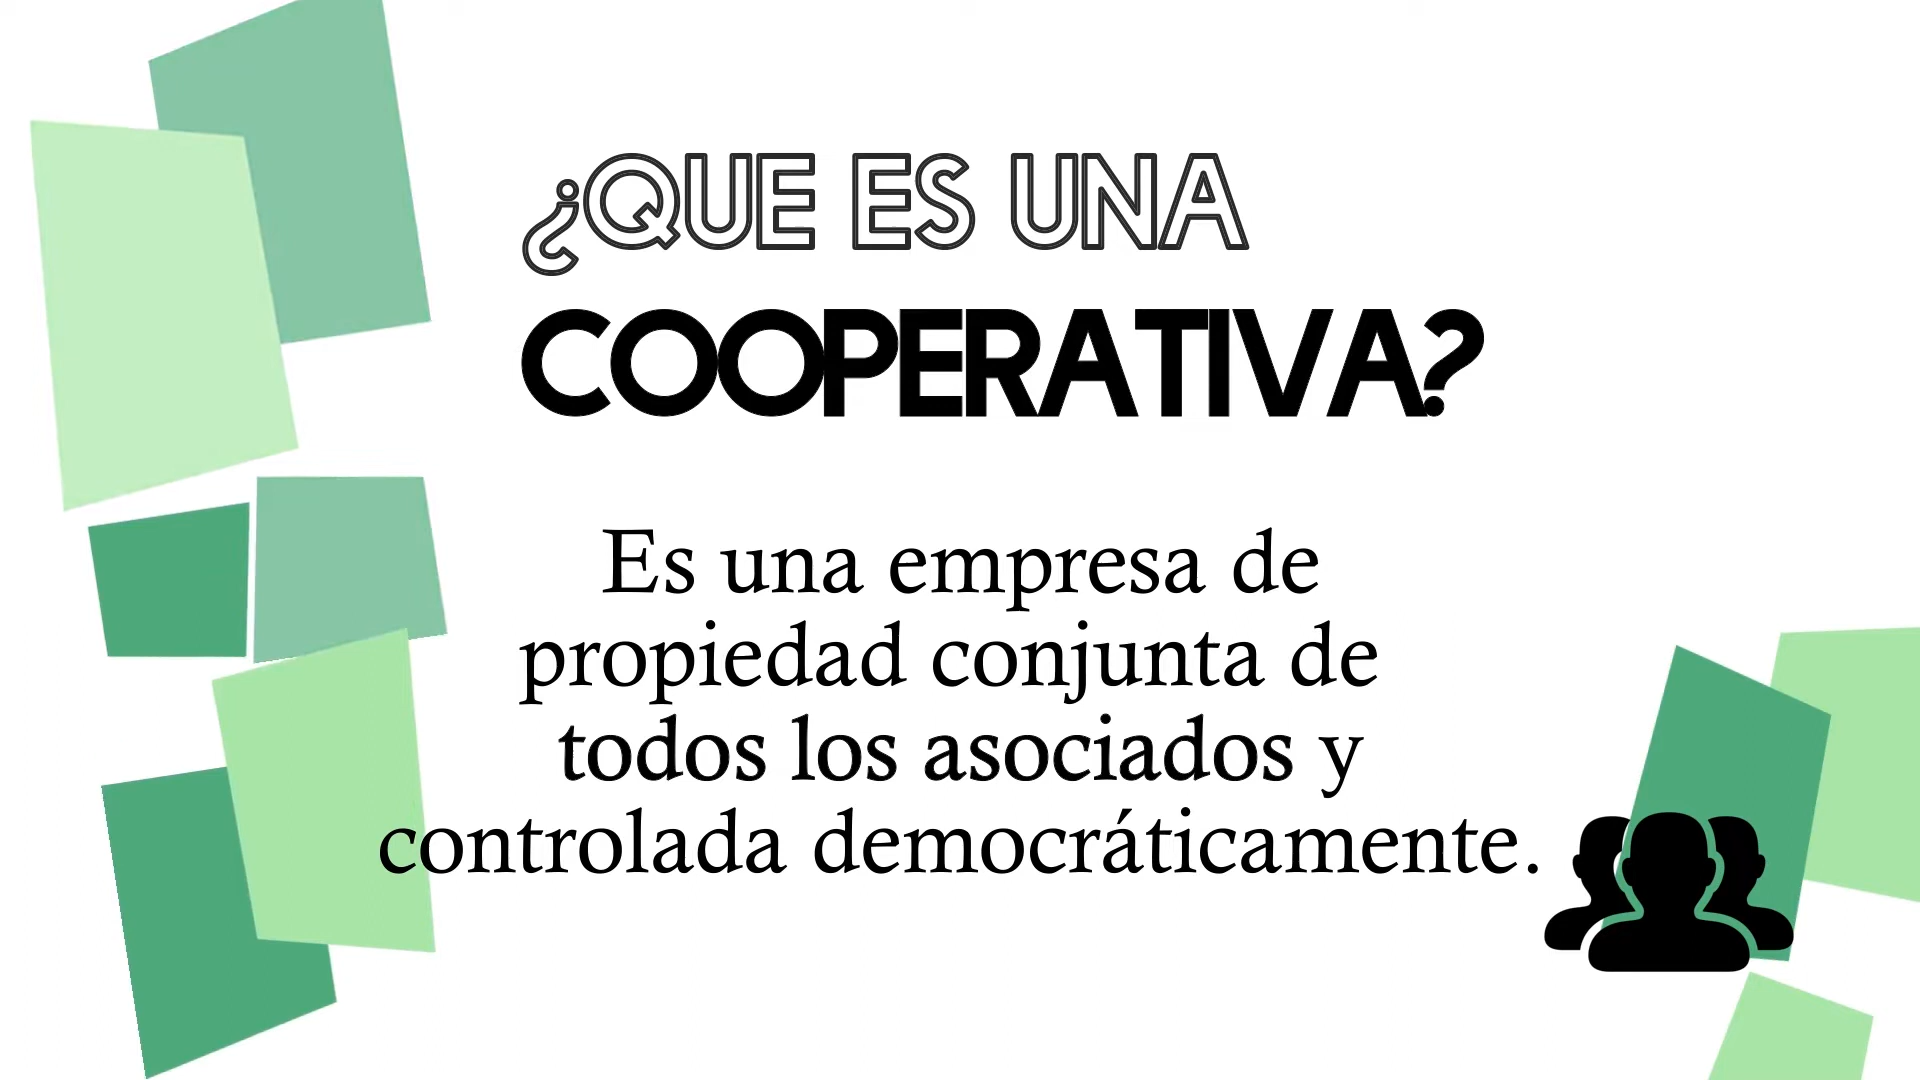 ¿QUE ES UNA
COOPERATIVA?
Es una empresa de
propiedad conjunta de
todos los asociados y
controlada democráticamente.